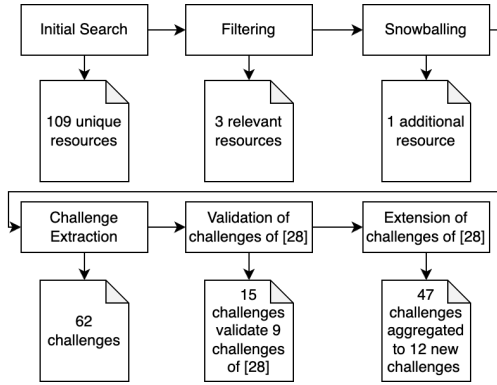 Initial Search
Filtering
Snowballing
109 unique
resources
3 relevant
resources
1 additional
resource
Challenge
Extraction
Validation of
challenges of [28]
Extension of
challenges of [28]
62
challenges
15
challenges
validate 9
challenges
of [28]
47
challenges
aggregated
to 12 new
challenges